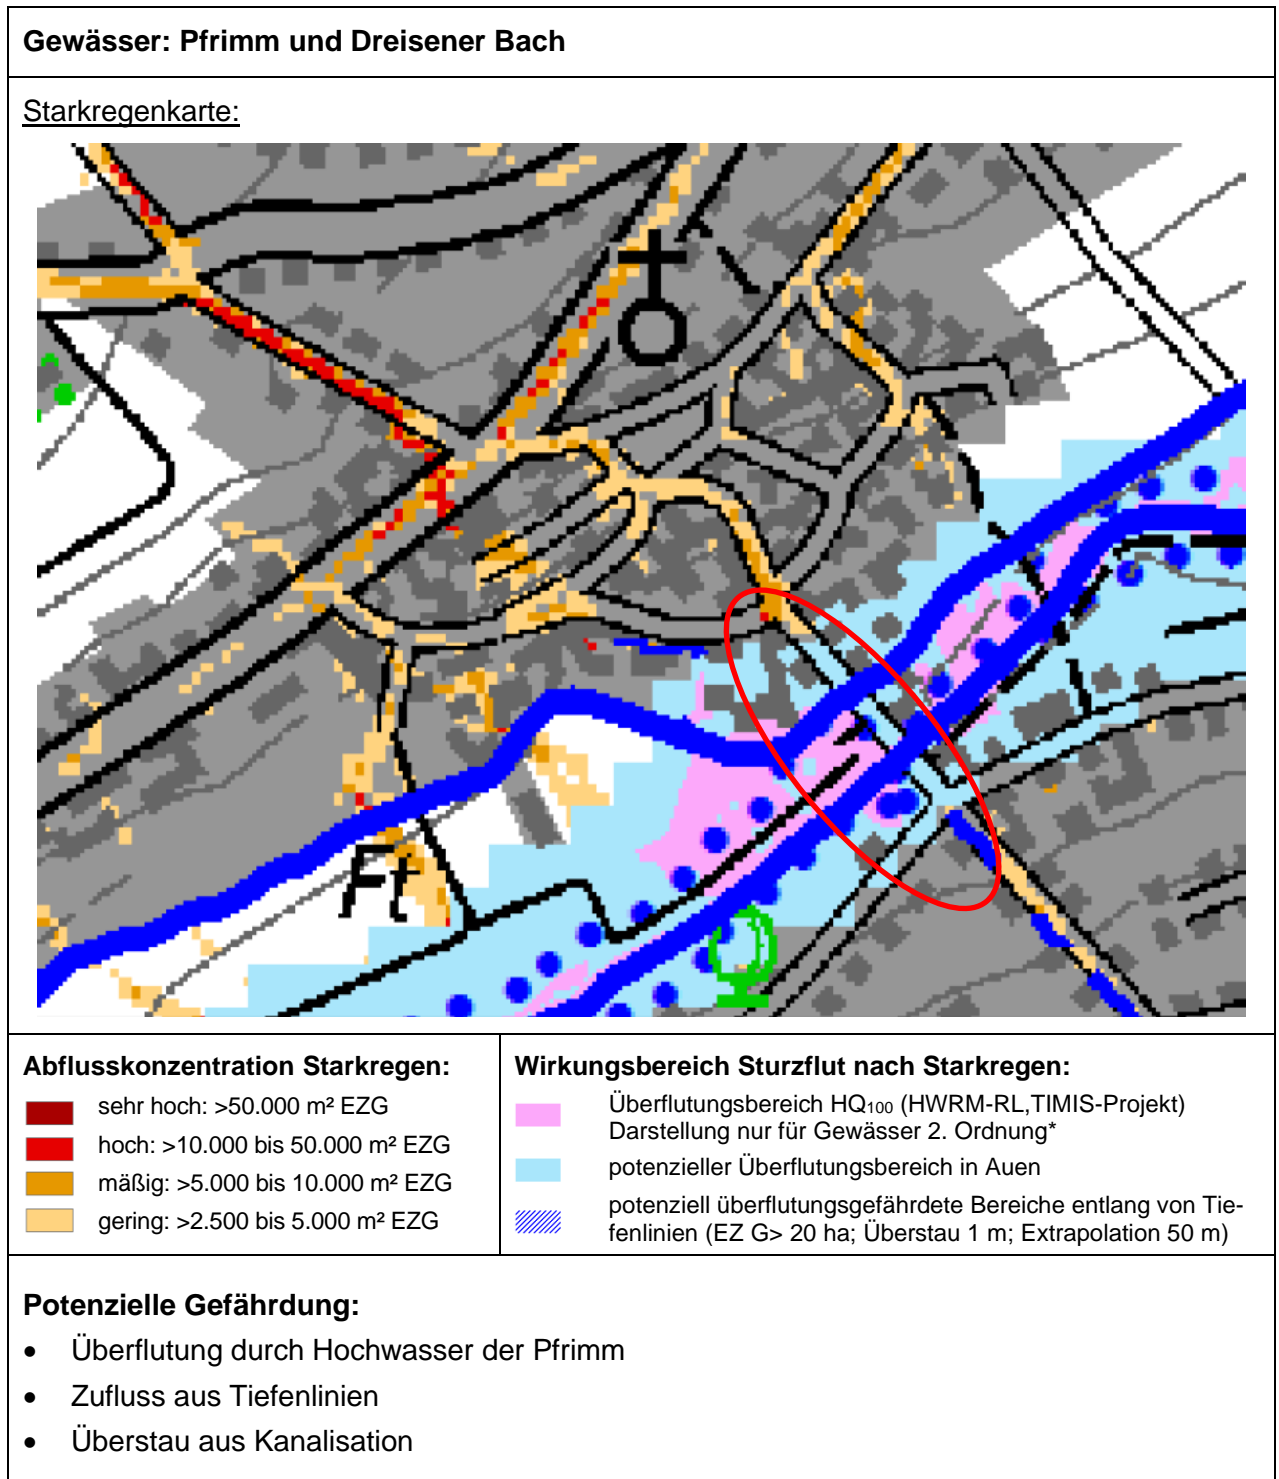 Gewässer: Pfrimm und Dreisener Bach
Starkregenkarte:
Ft
Abflusskonzentration Starkregen:
sehr hoch: >50.000 m² EZG
hoch: >10.000 bis 50.000 m² EZG
mäßig: >5.000 bis 10.000 m² EZG
gering: >2.500 bis 5.000 m² EZG
Wirkungsbereich Sturzflut nach Starkregen:
Überflutungsbereich HQ100 (HWRM-RL,TIMIS-Projekt)
Darstellung nur für Gewässer 2. Ordnung*
potenzieller Überflutungsbereich in Auen
potenziell überflutungsgefährdete Bereiche entlang von Tie-
fenlinien (EZ G> 20 ha; Überstau 1 m; Extrapolation 50 m)
Potenzielle Gefährdung:
• Überflutung durch Hochwasser der Pfrimm
• Zufluss aus Tiefenlinien
• Überstau aus Kanalisation